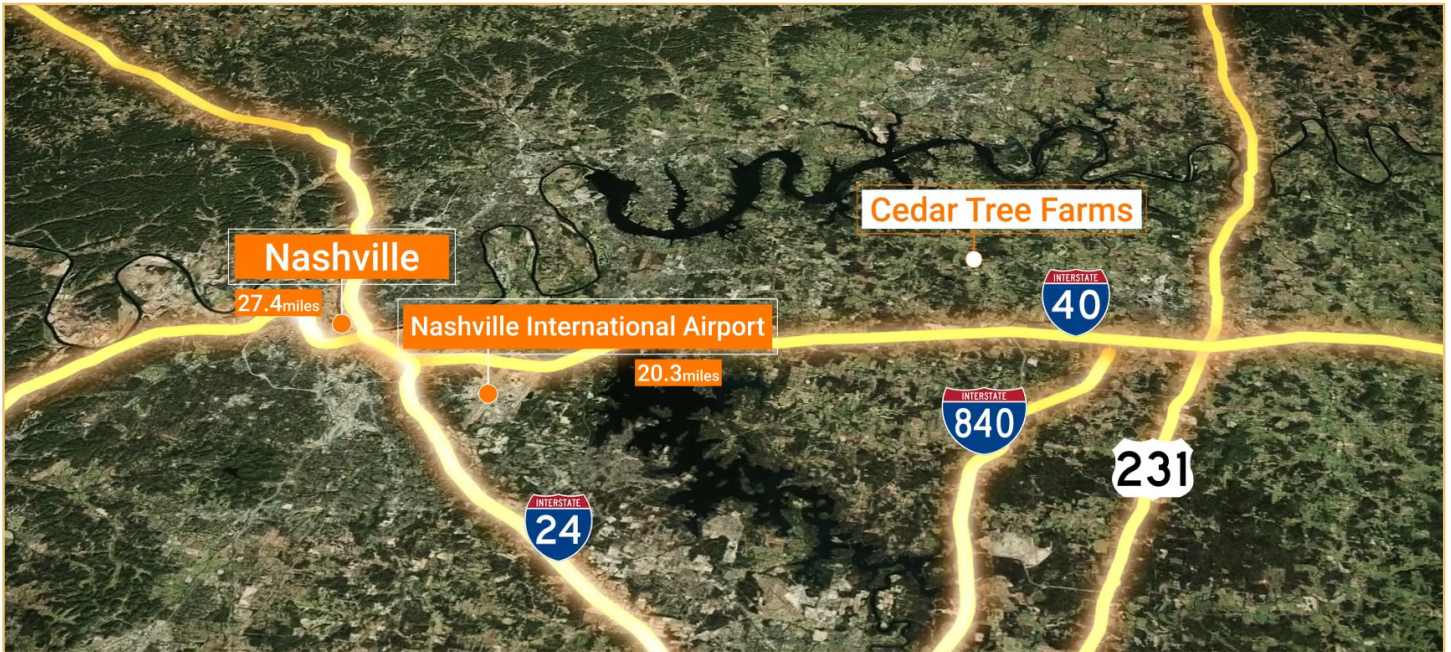 Cedar Tree Farms
Nashville
27.4miles
INTERSTATE
40
Nashville International Airport
20.3miles
INTERSTATE
840
231
INTERSTATE
24